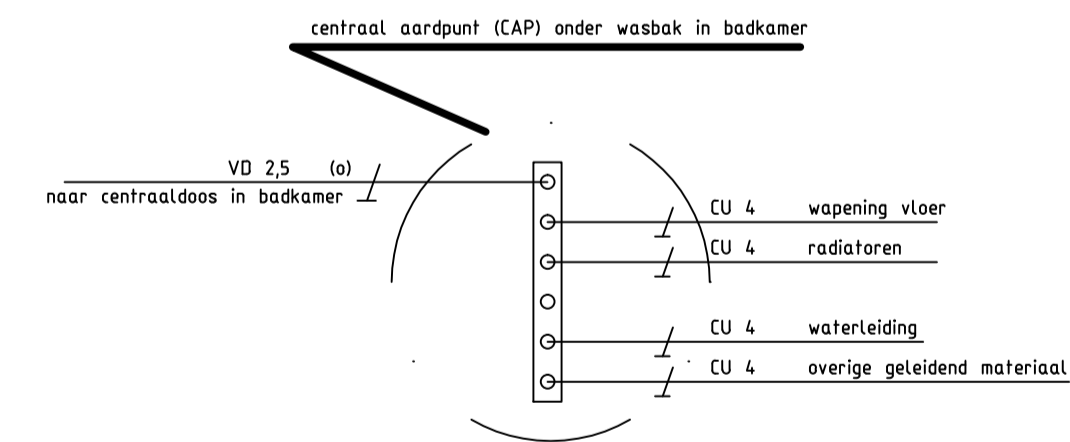 centraal aardpunt (CAP) onder wasbak in badkamer
VD 2,5 (o)
naar centraaldoos in badkamer
CU 4 wapening vloer
CU 4 radiatoren
CU 4 waterleiding
CU 4 overige geleidend materiaal